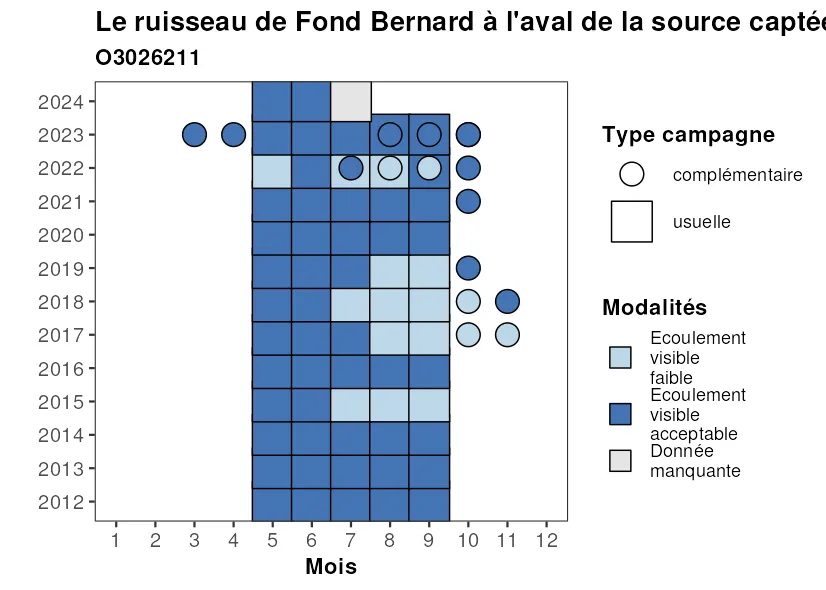 Le ruisseau de Fond Bernard à l'aval de la source captée
O3026211
2024
2023
2022
2021
2020
2019
2018
2017
2016
2015
2014
2013
2012
1 2 3 4 5 6 7 8 9 10 11 12
Mois
Type campagne
complémentaire
usuelle
Modalités
Ecoulement
visible
faible
Ecoulement
visible
acceptable
Donnée
manquante